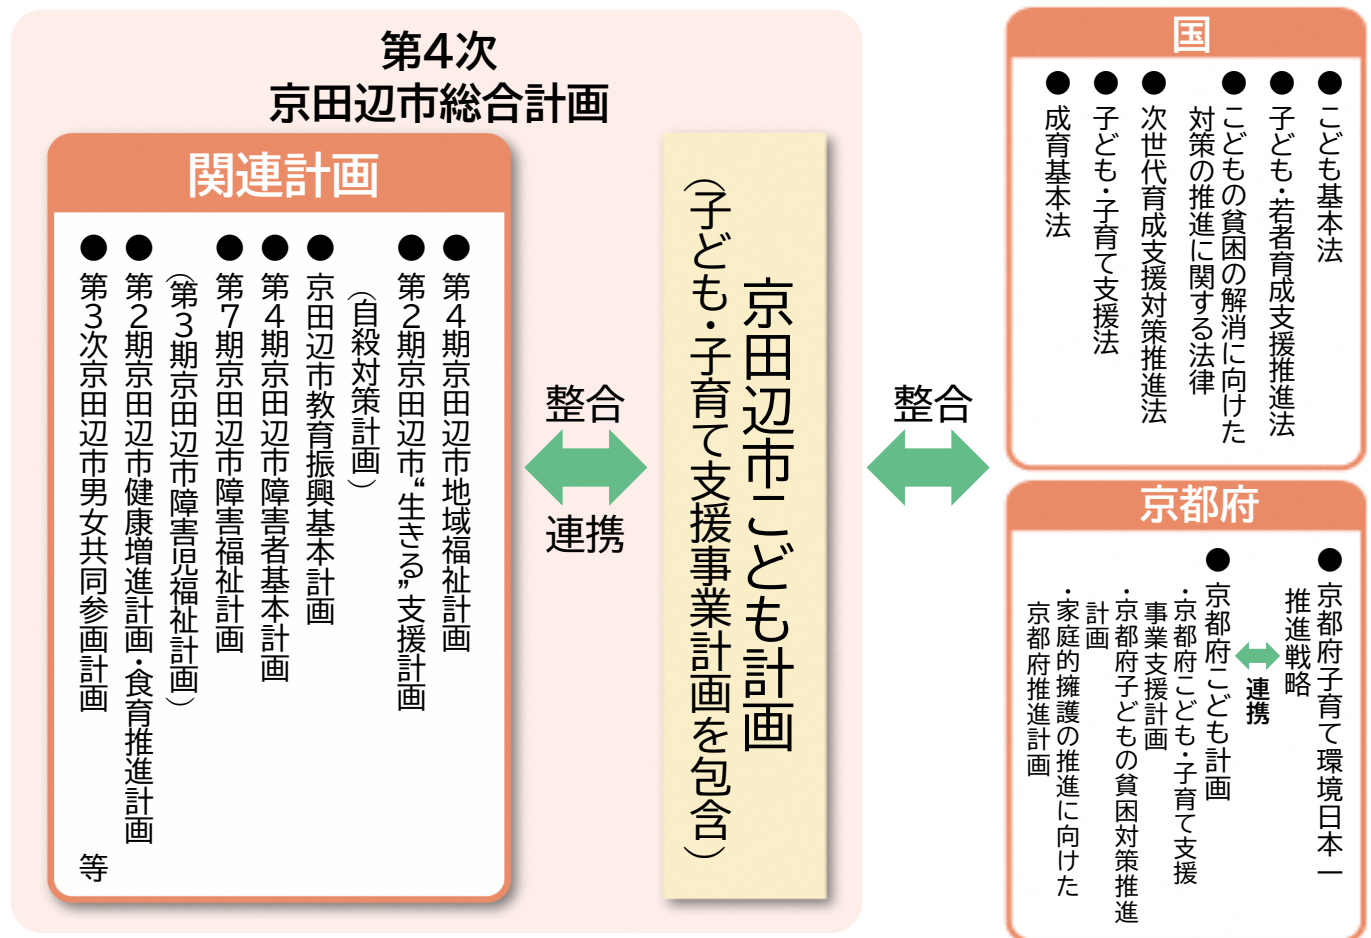 第4次
京田辺市総合計画
関連計画
●第4期京田辺市地域福祉計画
●第2期京田辺市“生きる”支援計画
(自殺対策計画)
●京田辺市教育振興基本計画
●第4期京田辺市障害者基本計画
●第7期京田辺市障害福祉計画
(第3期京田辺市障害児福祉計画)
●第2期京田辺市健康増進計画・食育推進計画
●第3次京田辺市男女共同参画計画 等
整合
連携
京田辺市こども計画
(子ども・子育て支援事業計画を包含)
整合
国
●こども基本法
●子ども・若者育成支援推進法
●こどもの貧困の解消に向けた
対策の推進に関する法律
●次世代育成支援対策推進法
●子ども・子育て支援法
●成育基本法
京都府
●京都府子育て環境日本一
推進戦略
連携
●京都府こども計画
・京都府こども・子育て支援
事業支援計画
・京都府子どもの貧困対策推進
計画
・家庭的擁護の推進に向けた
京都府推進計画